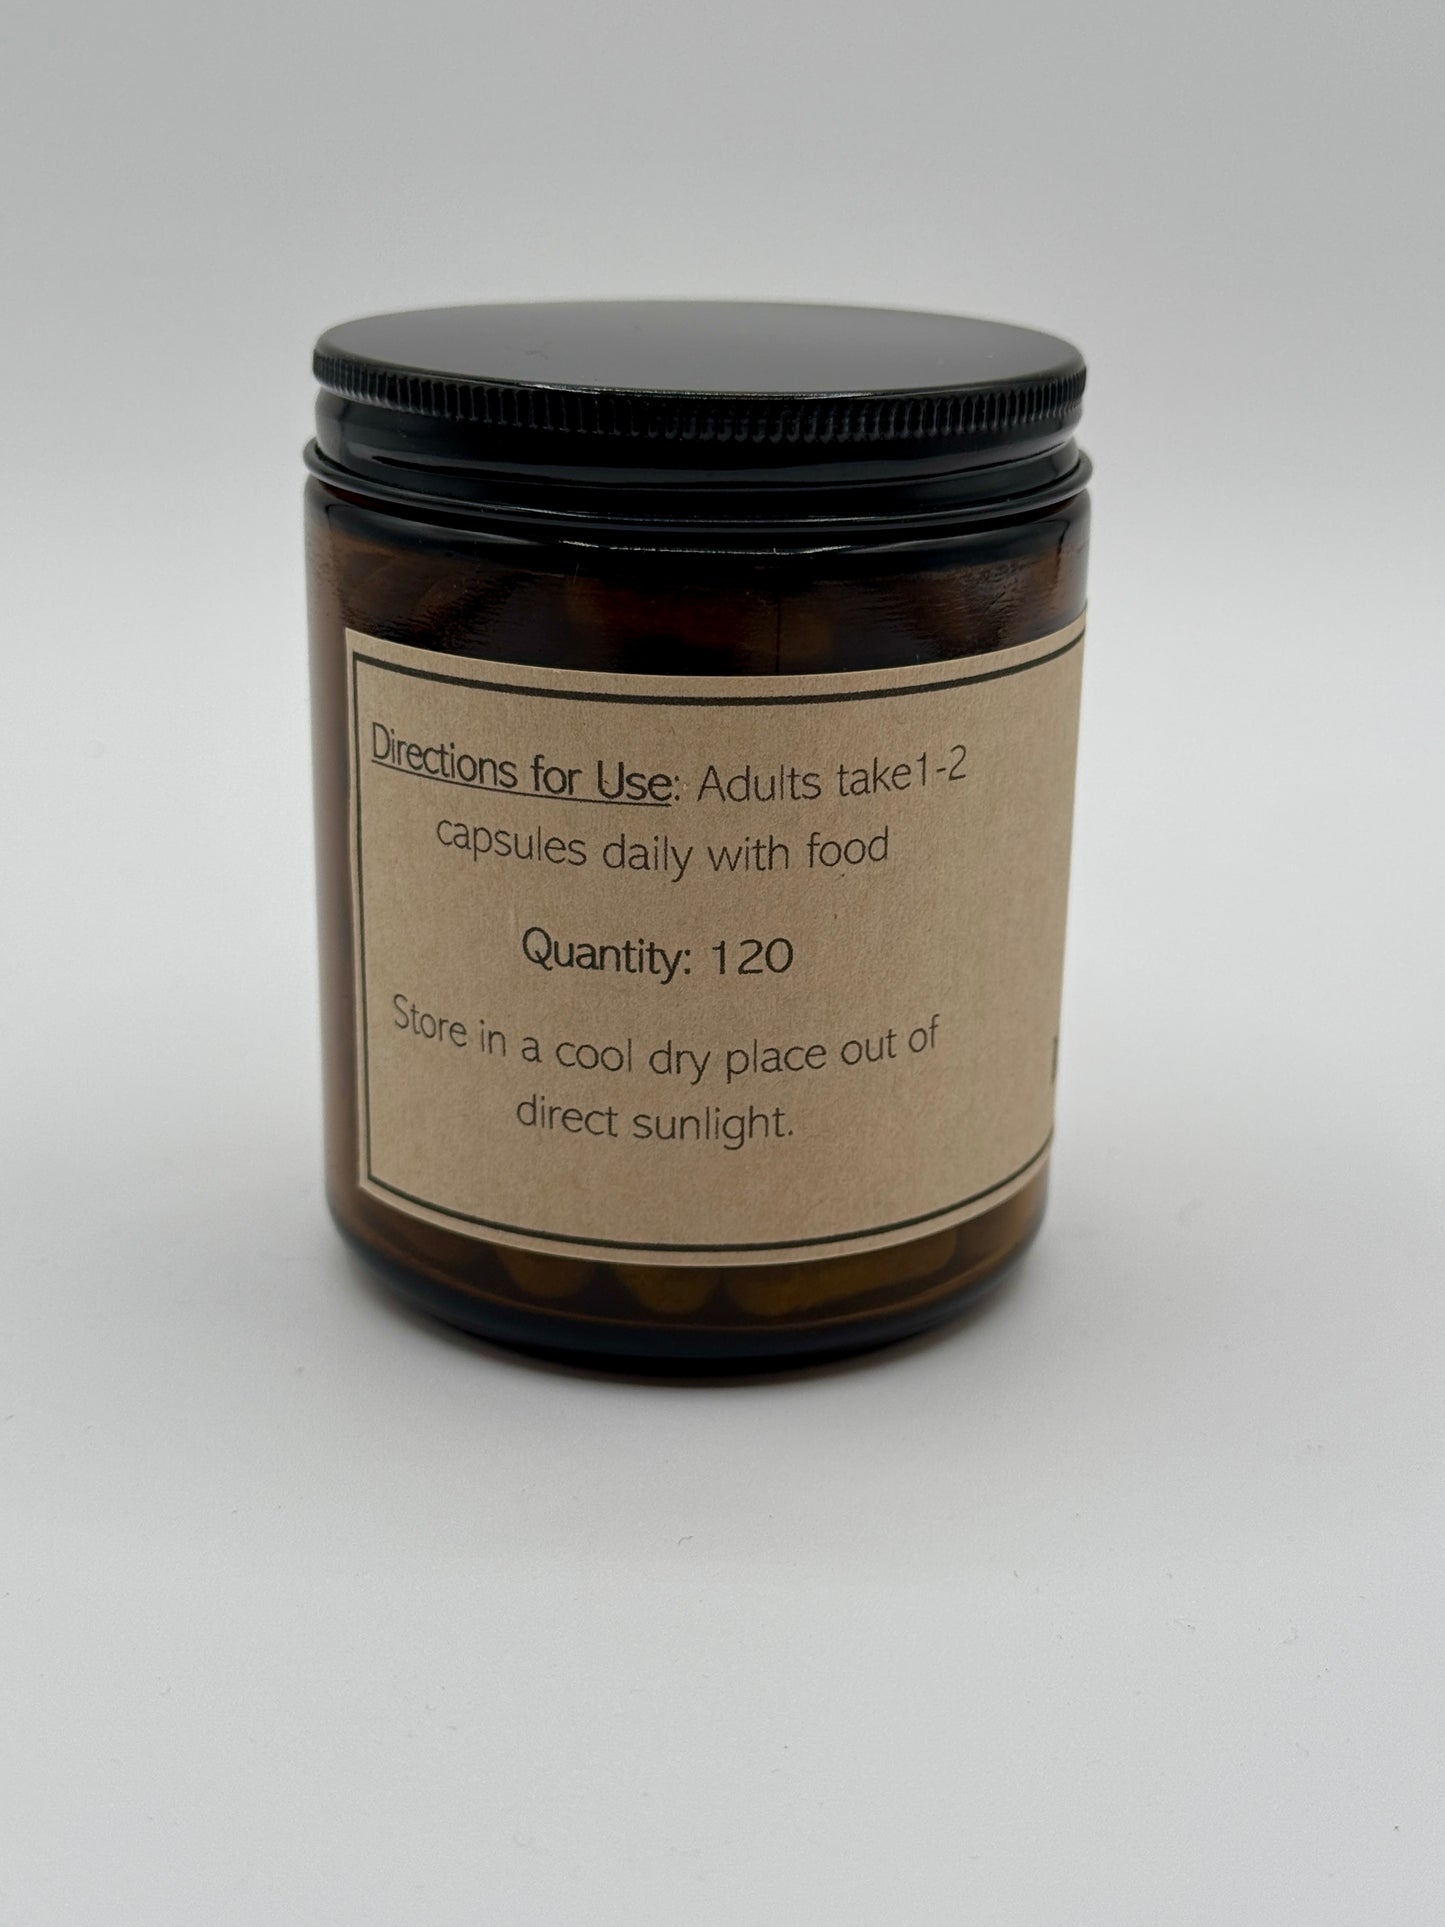 Directions for Use: Adults take1-2
capsules daily with food
Quantity: 120
Store in a cool dry place out of
direct sunlight.